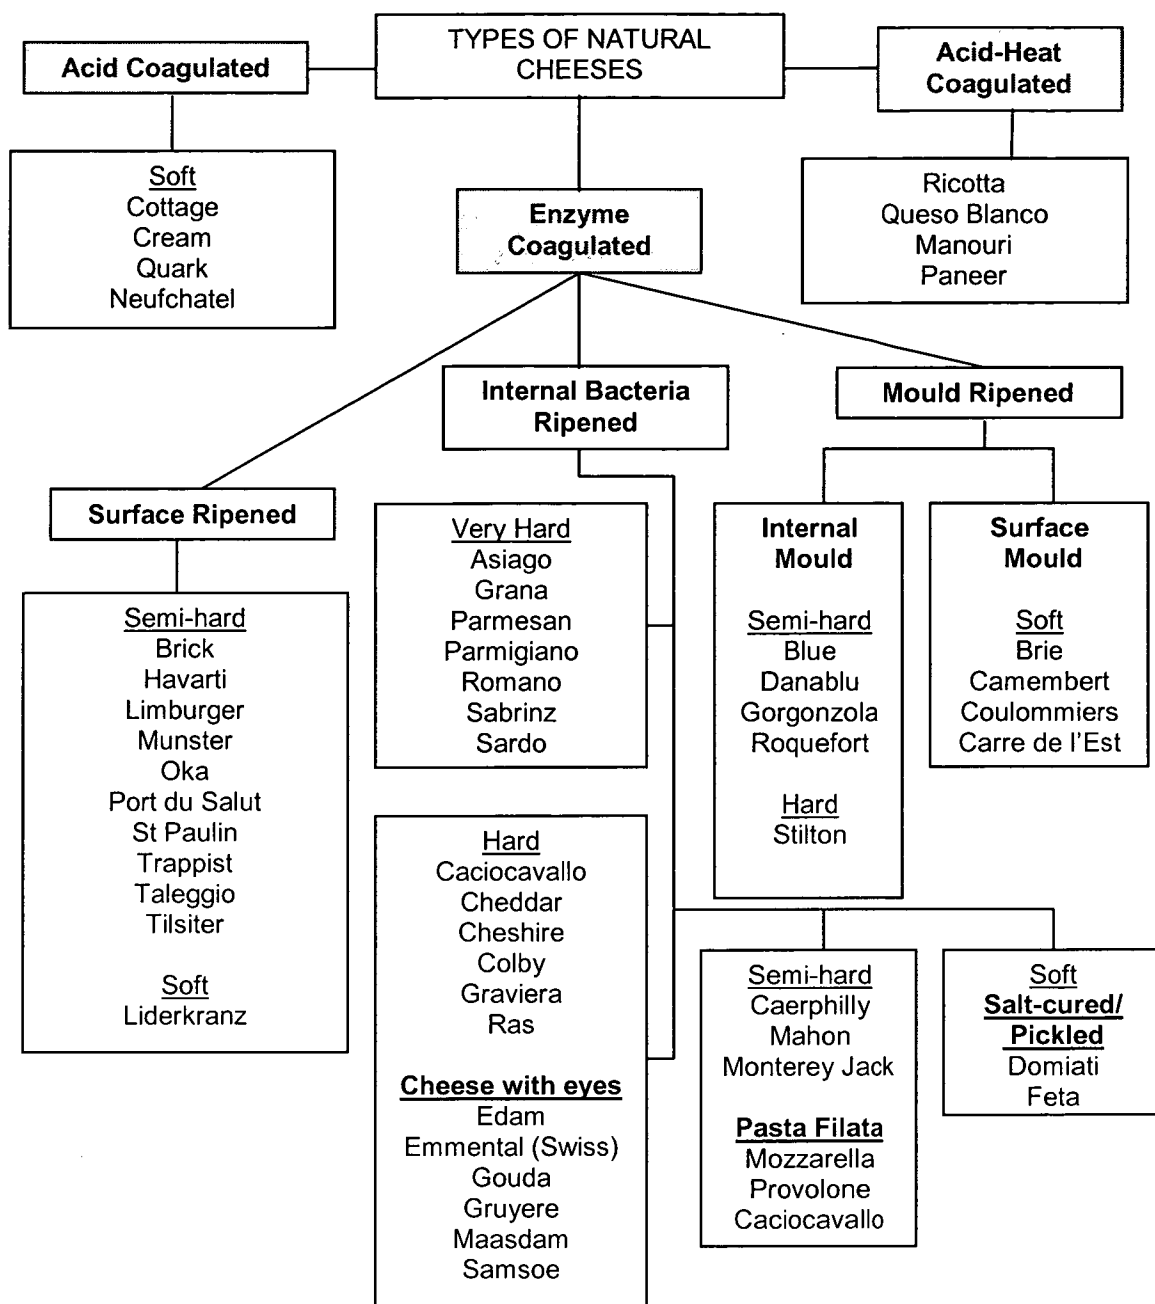 TYPES OF NATURAL
CHEESES
Acid Coagulated
Soft
Cottage
Cream
Quark
Neufchatel
Acid-Heat
Coagulated
Ricotta
Queso Blanco
Manouri
Paneer
Enzyme
Coagulated
Surface Ripened
Semi-hard
Brick
Havarti
Limburger
Munster
Oka
Port du Salut
St Paulin
Trappist
Taleggio
Tilsiter
Soft
Liderkranz
Internal Bacteria
Ripened
Very Hard
Asiago
Grana
Parmesan
Parmigiano
Romano
Sabrinz
Sardo
Hard
Caciocavallo
Cheddar
Cheshire
Colby
Graviera
Ras
Cheese with eyes
Edam
Emmental (Swiss)
Gouda
Gruyere
Maasdam
Samsoe
Semi-hard
Caerphilly
Mahon
Monterey Jack
Pasta Filata
Mozzarella
Provolone
Caciocavallo
Soft
Salt-cured/
Pickled
Domiati
Feta
Mould Ripened
Internal
Mould
Semi-hard
Blue
Danablu
Gorgonzola
Roquefort
Hard
Stilton
Surface
Mould
Soft
Brie
Camembert
Coulommiers
Carre de l'Est